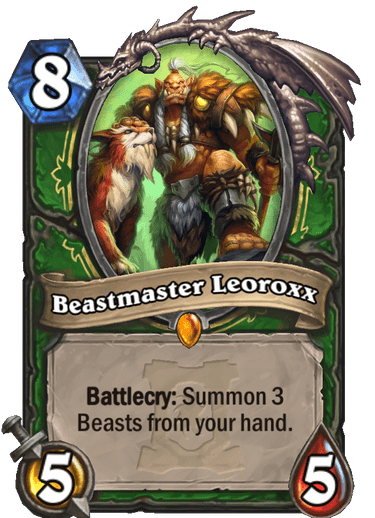 8
Beastmaster Leoroxx
Battlecry: Summon 3
Beasts from your hand.
5
5